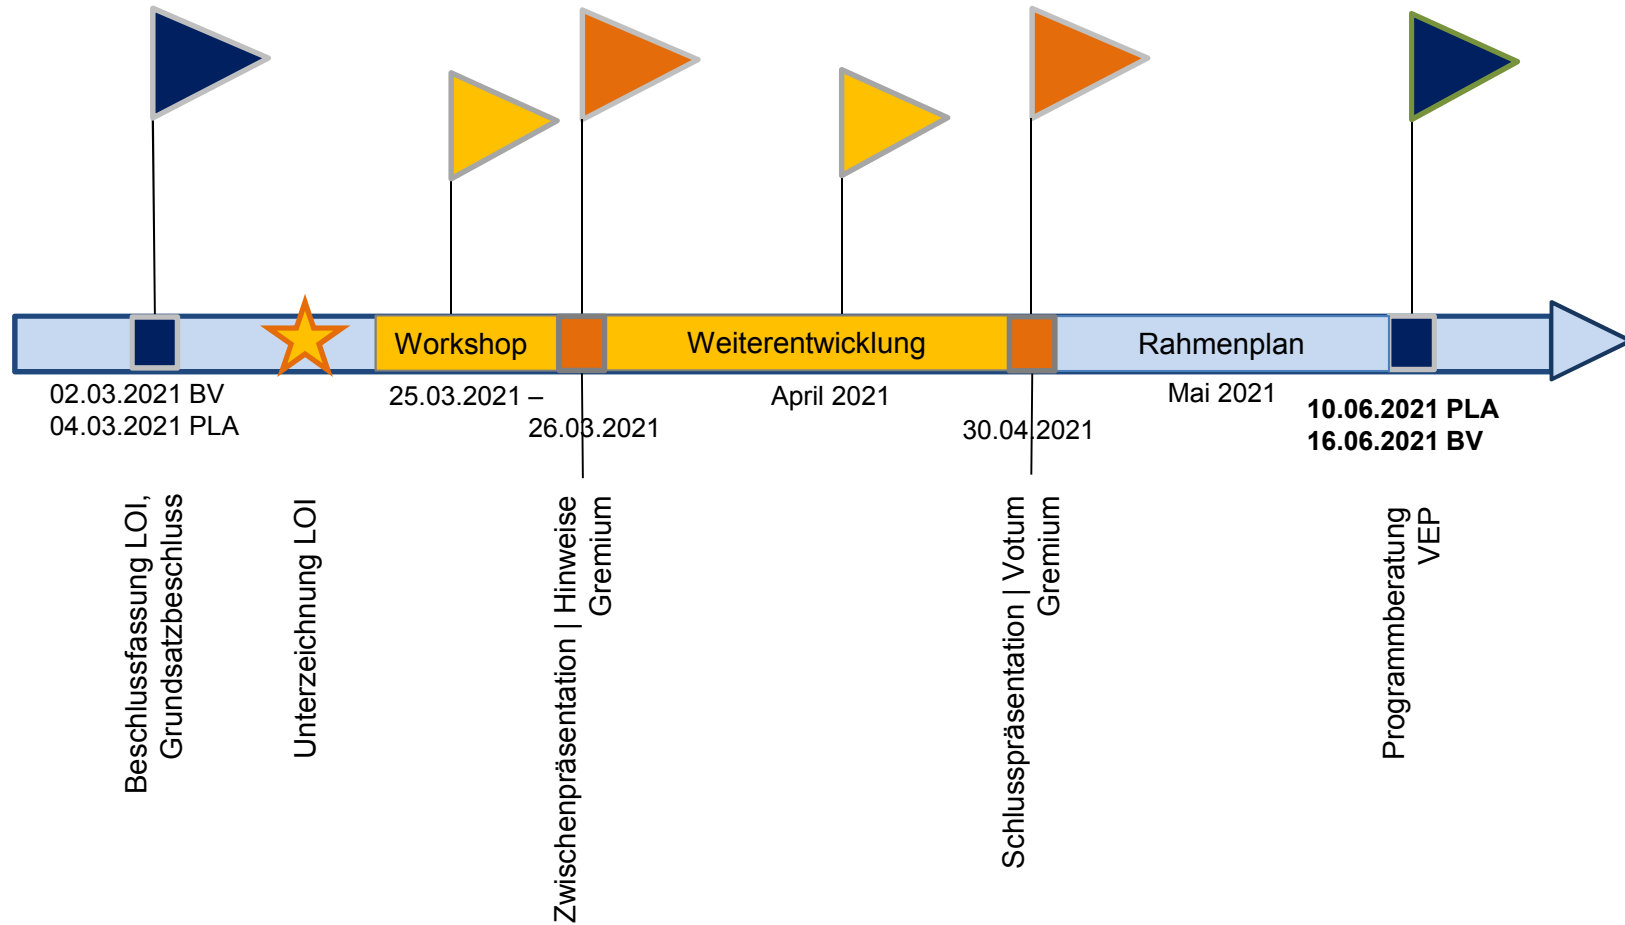 Workshop
Weiterentwicklung
Rahmenplan
02.03.2021 BV
04.03.2021 PLA
25.03.2021 –
26.03.2021
April 2021
30.04.2021
Mai 2021
10.06.2021 PLA
16.06.2021 BV
Beschlussfassung LOI,
Grundsatzbeschluss
Unterzeichnung LOI
Zwischenpräsentation | Hinweise
Gremium
Schlusspräsentation | Votum
Gremium
Programmberatung
VEP